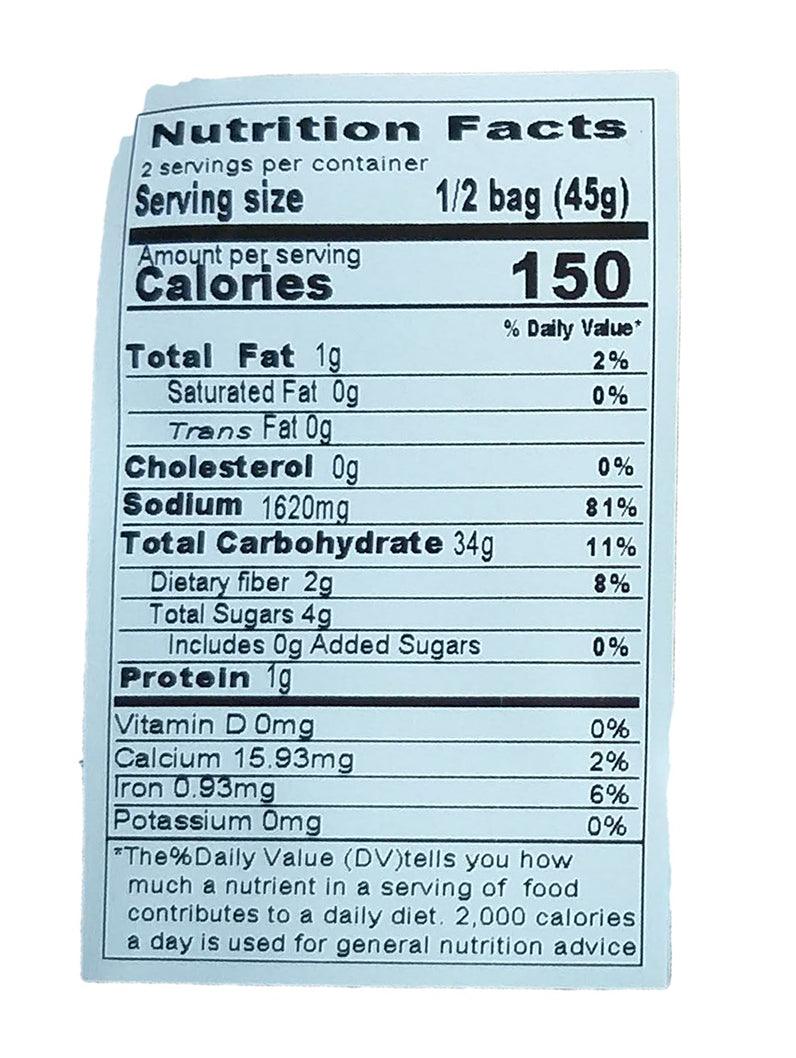 Nutrition Facts
2 servings per container
Serving size 1/2 bag (45g)
Amount per serving
Calories 150
% Daily Value*
Total Fat 1g 2%
Saturated Fat 0g 0%
Trans Fat 0g
Cholesterol 0g 0%
Sodium 1620mg 81%
Total Carbohydrate 34g 11%
Dietary fiber 2g 8%
Total Sugars 4g
Includes 0g Added Sugars 0%
Protein 1g
Vitamin D 0mg 0%
Calcium 15.93mg 2%
Iron 0.93mg 6%
Potassium 0mg 0%
*The%Daily Value (DV)tells you how
much a nutrient in a serving of food
contributes to a daily diet. 2,000 calories
a day is used for general nutrition advice